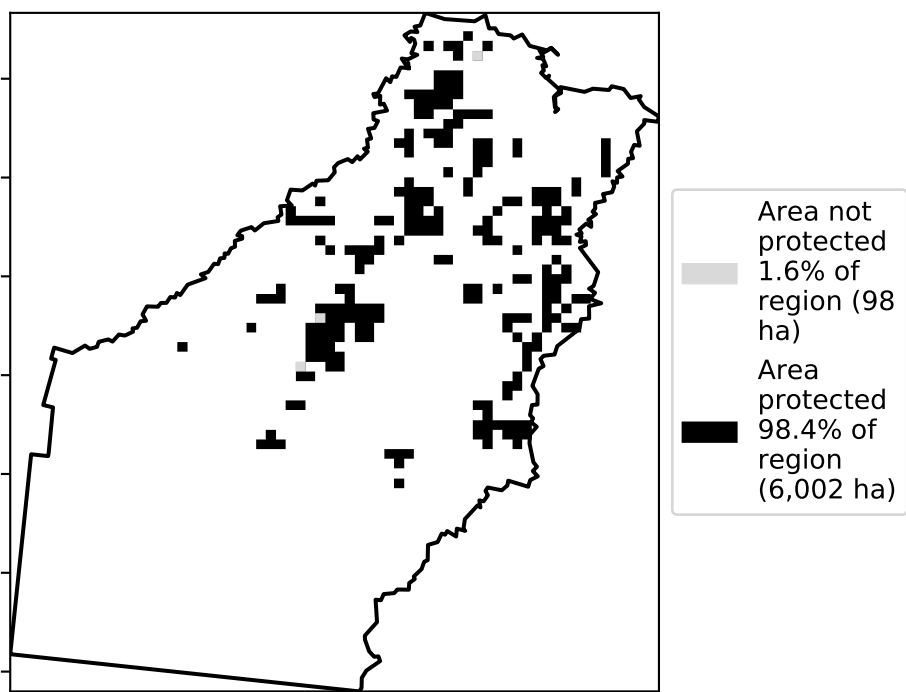 Area not
protected
1.6% of
region (98
ha)
Area
protected
98.4% of
region
(6,002 ha)